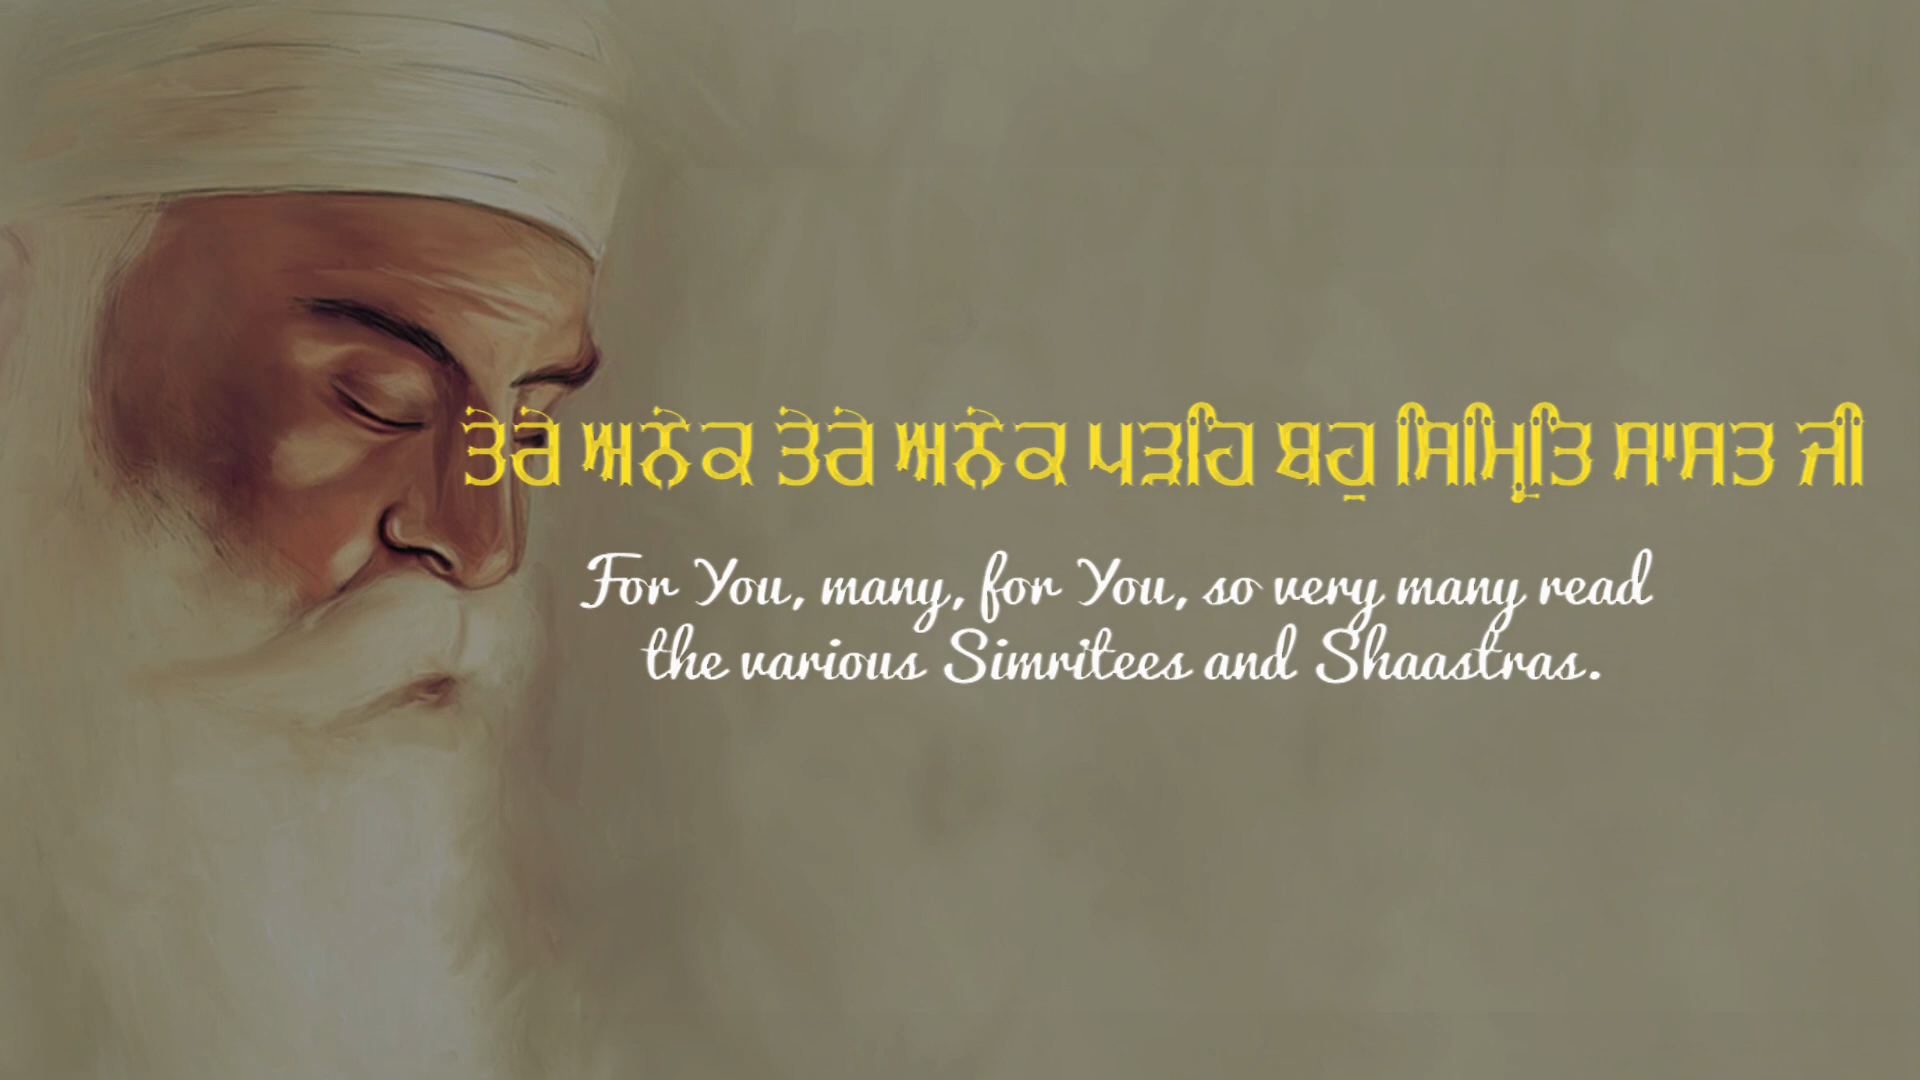 ਤੇਰੇ ਅਨੇਕ ਤੇਰੇ ਅਨੇਕ ਪੜਹਿ ਬਹੁ ਸਿਮ੍ਰਿਤਿ ਸਾਸਤ ਜੀ
For You, many, for You, so very many read
the various Simritees and Shaastras.